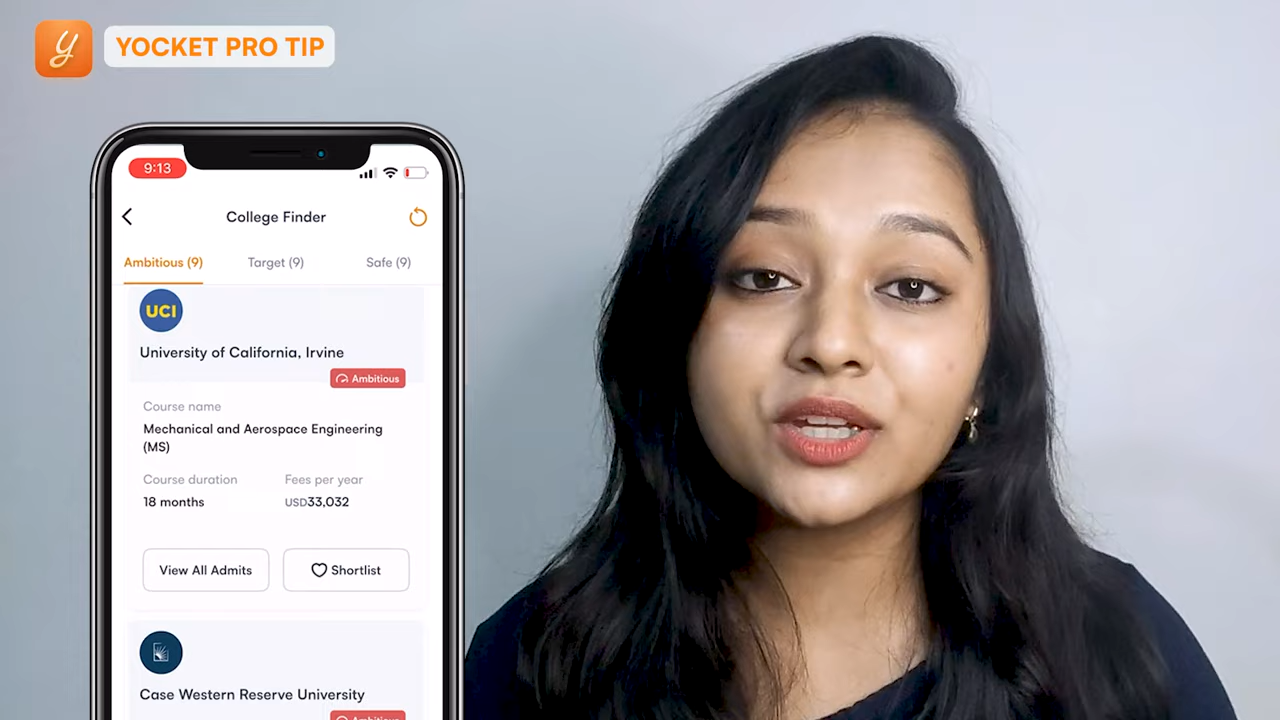 y
YOCKET PRO TIP
9:13
College Finder
Ambitious (9)
Target (9)
Safe (9)
UCI
University of California, Irvine
Ambitious
Course name
Mechanical and Aerospace Engineering
(MS)
Course duration
Fees per year
18 months
USD33,032
View All Admits
Shortlist
Case Western Reserve University
Ambitious